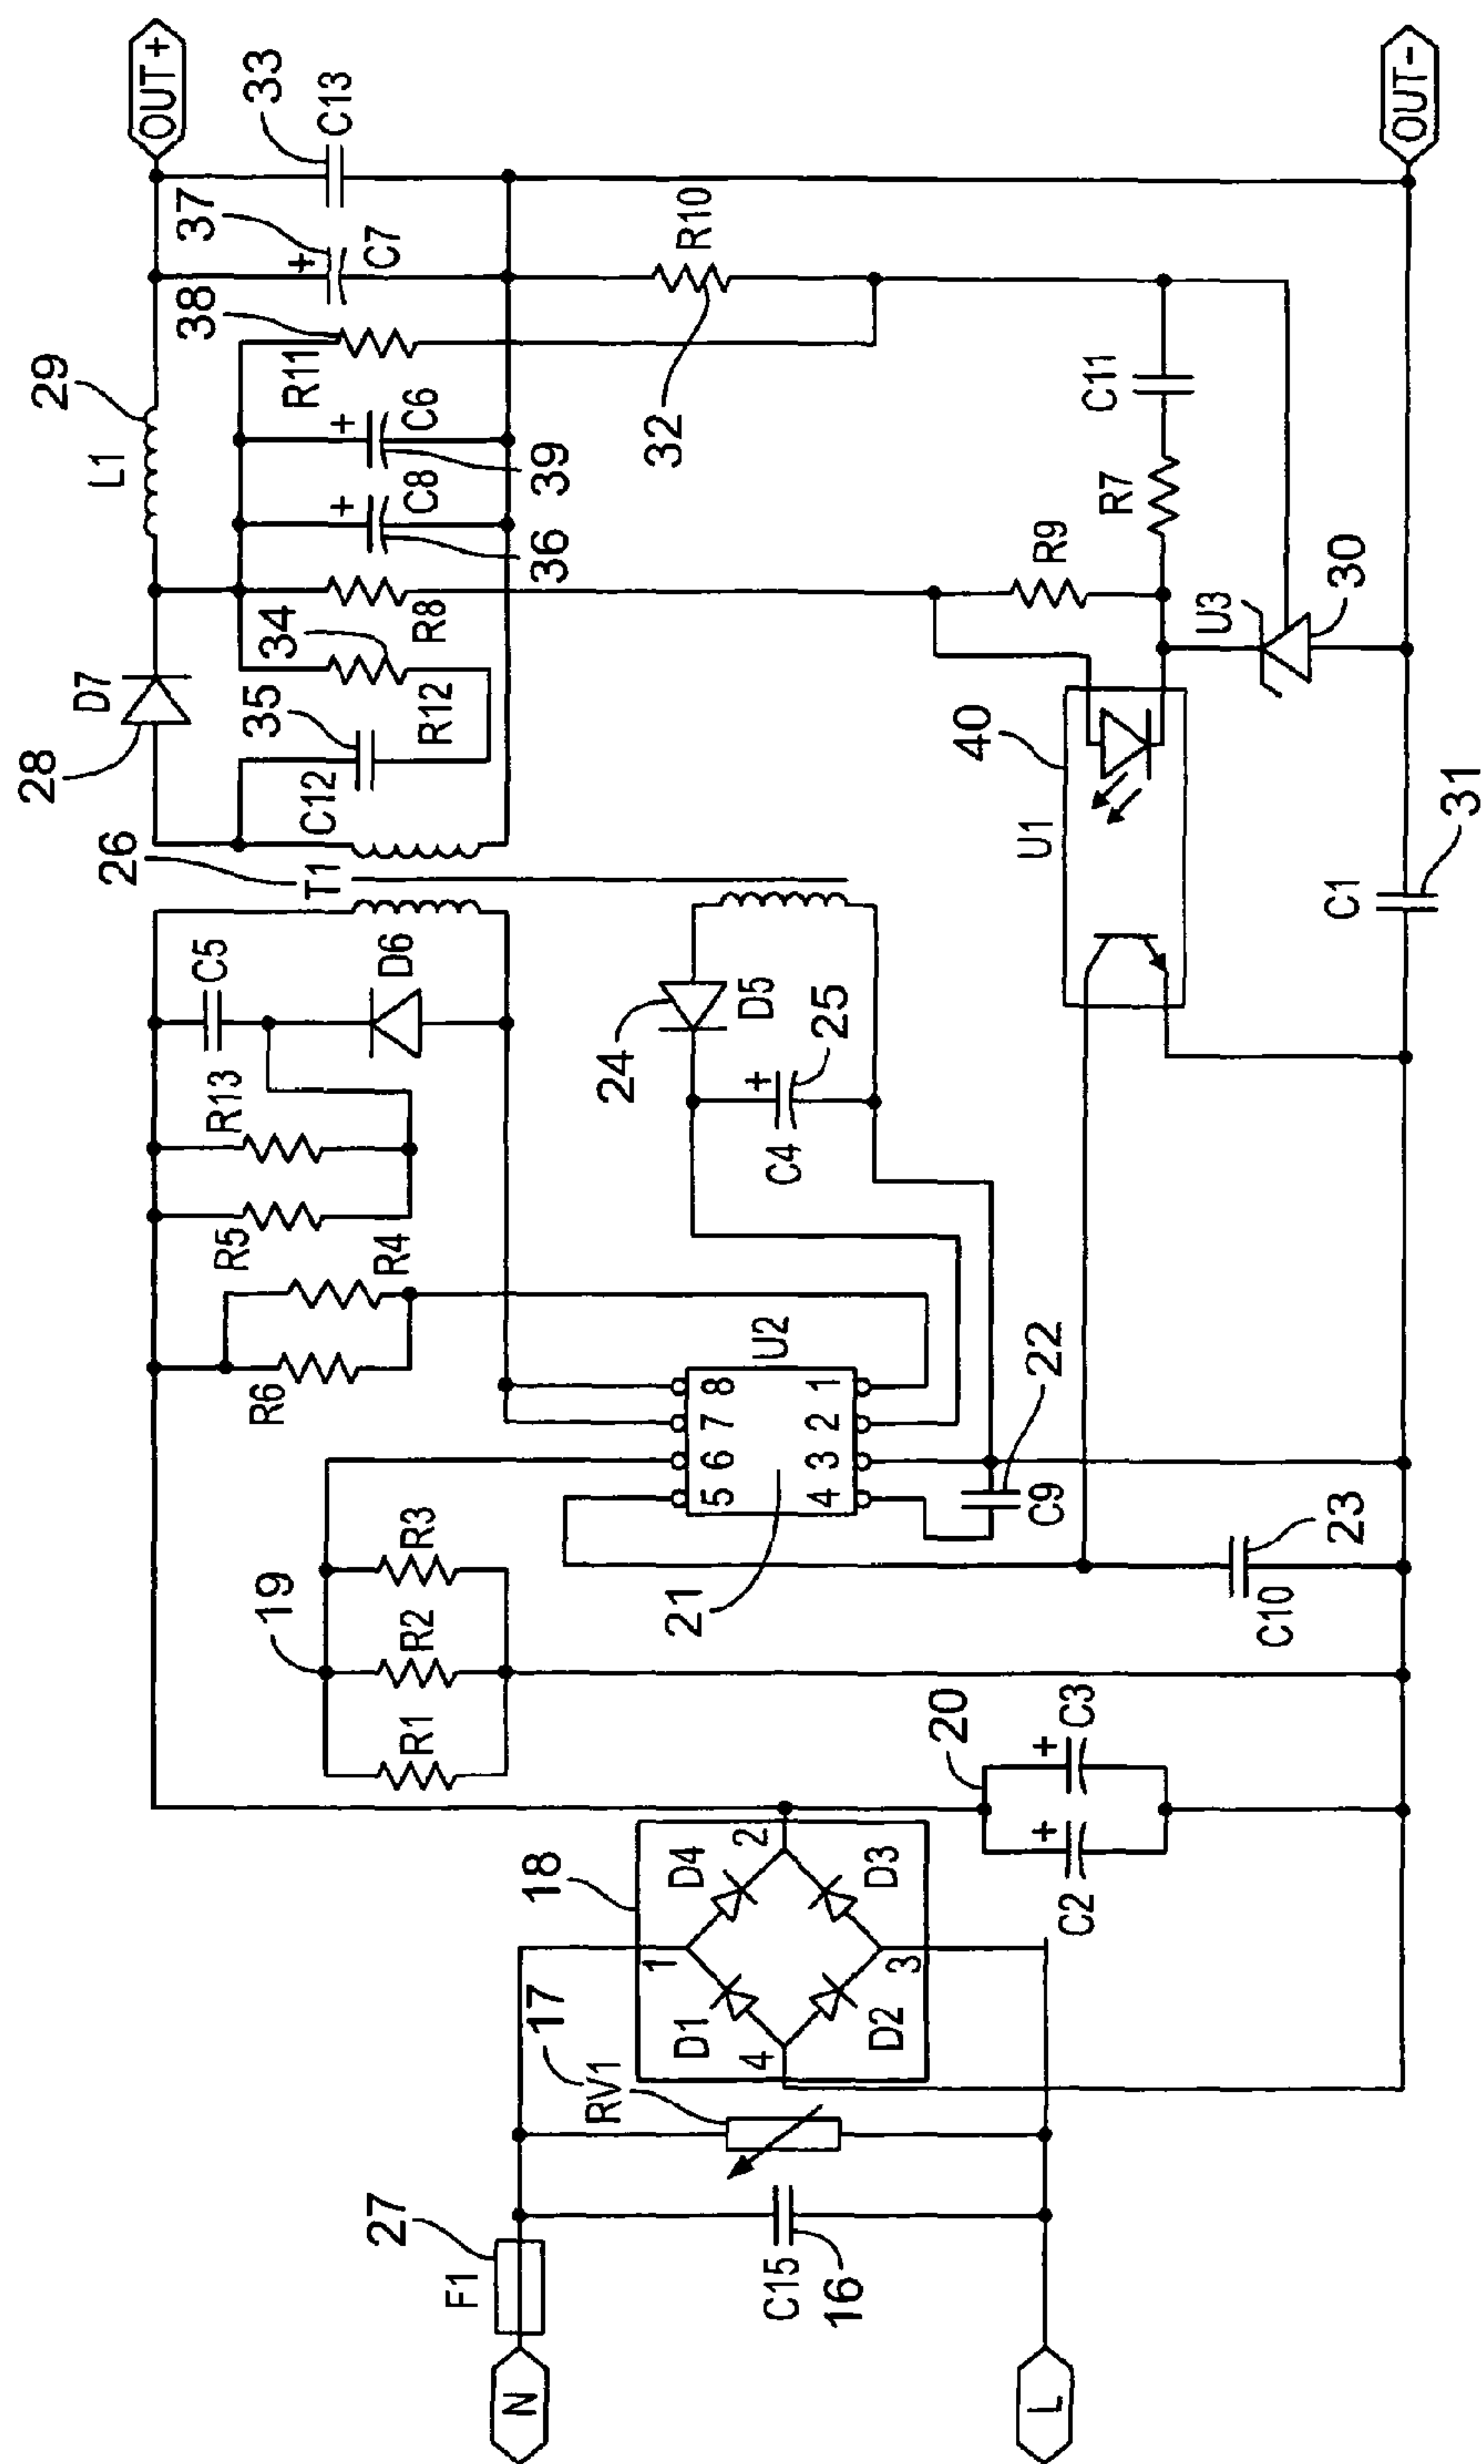 N
L
F1
27
C15
16
RV1
17
18
D1
D2
D3
D4
1
2
3
4
C2
C3
20
R1
R2
R3
19
C10
23
C9
22
U2
21
5
6
7
8
4
3
2
1
R6
R4
R5
R13
C5
D6
C4
+
25
D5
24
T1
26
D7
28
C12
35
R12
34
R8
L1
29
C8
36
C6
39
R11
38
C7
37
C13
33
R10
32
R9
R7
C11
U3
30
U1
40
C1
31
+
+
+
+
+
OUT+
OUT-